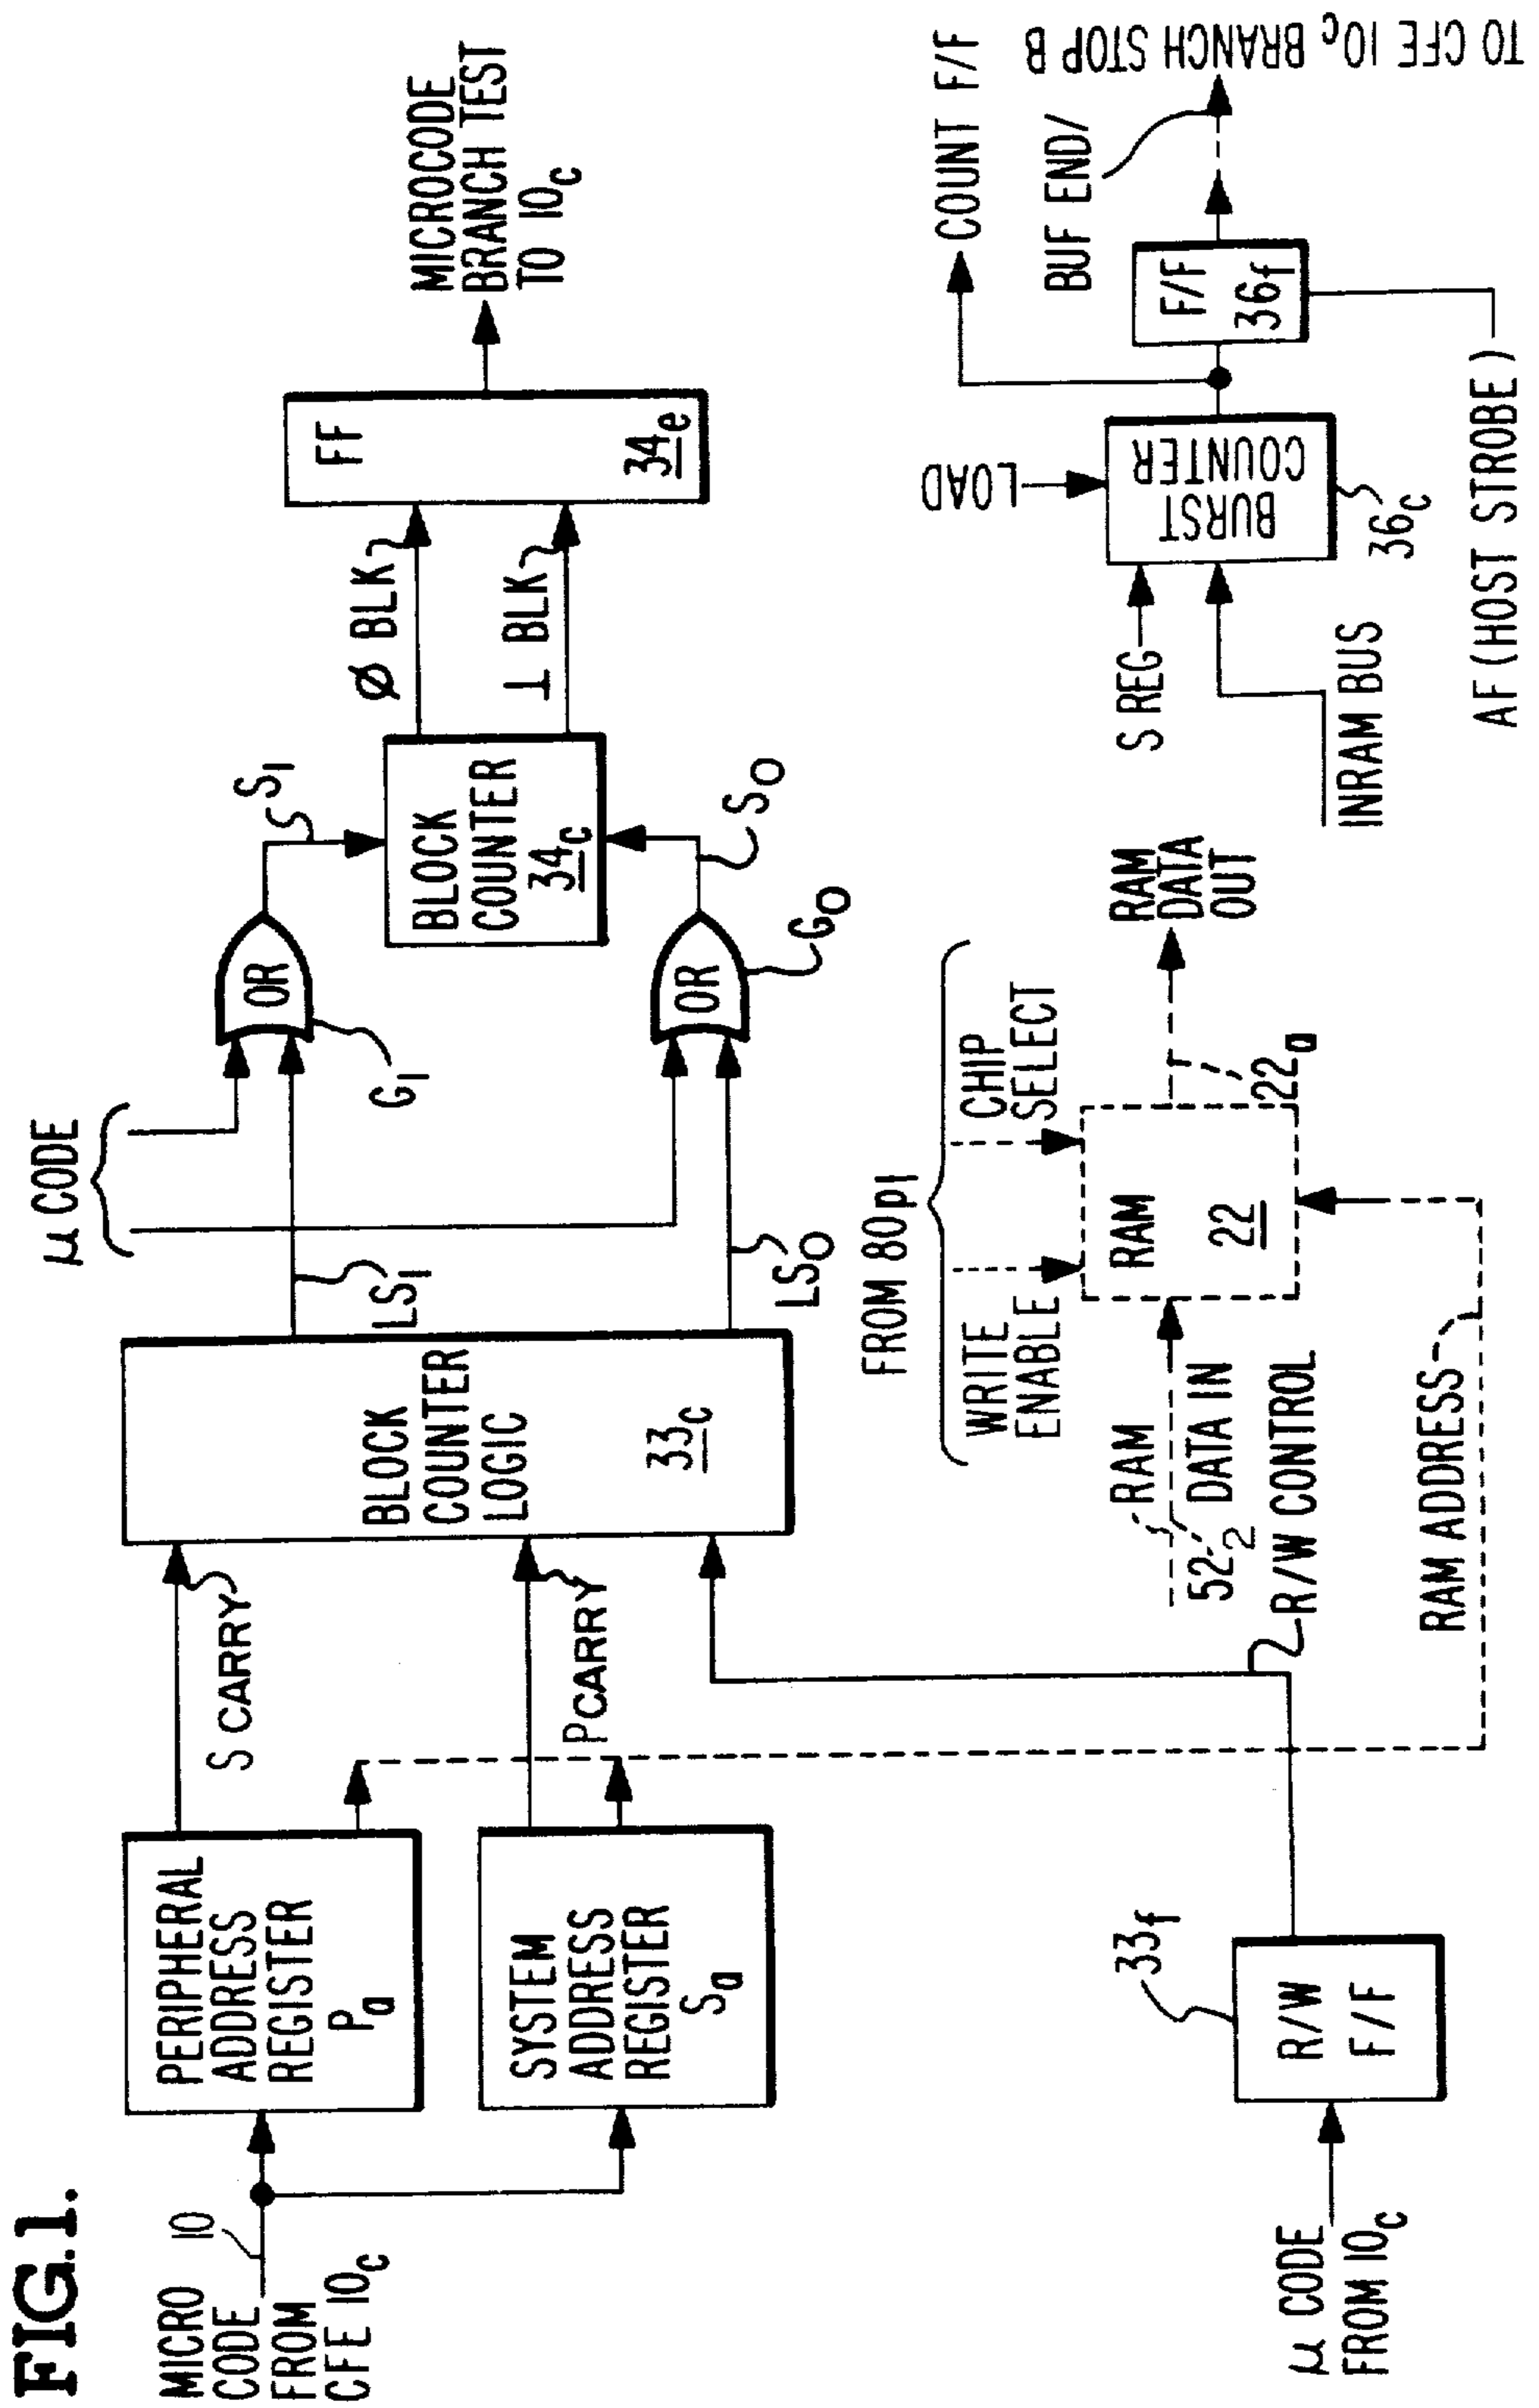 FIG.1.
MICRO
CODE
FROM
CFE 10c
10
PERIPHERAL
ADDRESS
REGISTER
Pa
SYSTEM
ADDRESS
REGISTER
Sa
S CARRY
PCARRY
BLOCK
COUNTER
LOGIC
33c
μ CODE
LS1
LS0
G1
OR
S1
OR
G0
S0
BLOCK
COUNTER
34c
Ø BLK
1 BLK
FF
34e
MICROCODE
BRANCH TEST
TO 10c
μ CODE
FROM 10c
R/W
F/F
33f
R/W CONTROL
RAM ADDRESS
RAM
DATA IN
52-2
FROM 80p1
WRITE
ENABLE
CHIP
SELECT
RAM
22
22a
RAM
DATA
OUT
S REG
INRAM BUS
LOAD
BURST
COUNTER
36c
AF (HOST STROBE)
F/F
36f
COUNT F/F
BUF END/
TO CFE 10c BRANCH STOP B